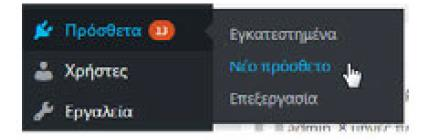 Πρόσθετα 13
Εγκατεστημένα
Νέο πρόσθετο
Επεξεργασία
Χρήστες
Εργαλεία